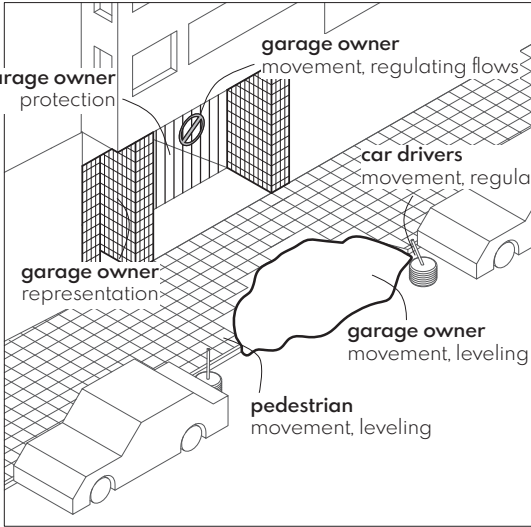 garage owner
movement, regulating flows
arage owner
protection
car drivers
movement, regula
garage owner
representation
garage owner
movement, leveling
pedestrian
movement, leveling